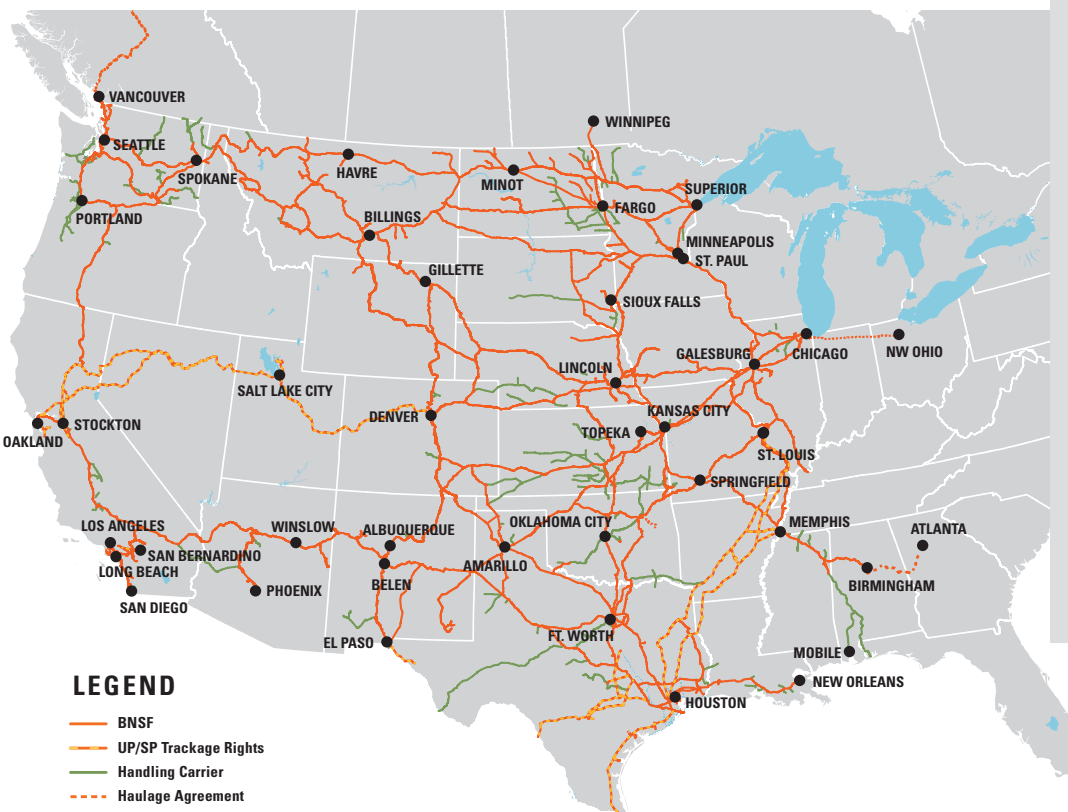 VANCOUVER
WINNIPEG
SEATTLE
SPOKANE
HAVRE
MINOT
SUPERIOR
PORTLAND
FARGO
BILLINGS
MINNEAPOLIS
ST. PAUL
GILLETTE
SIOUX FALLS
GALESBURG
CHICAGO
NW OHIO
LINCOLN
SALT LAKE CITY
DENVER
KANSAS CITY
OAKLAND
STOCKTON
TOPEKA
ST. LOUIS
SPRINGFIELD
LOS ANGELES
WINSLOW
ALBUQUERQUE
OKLAHOMA CITY
MEMPHIS
ATLANTA
SAN BERNARDINO
LONG BEACH
AMARILLO
BELEN
BIRMINGHAM
PHOENIX
SAN DIEGO
EL PASO
FT. WORTH
MOBILE
NEW ORLEANS
HOUSTON
LEGEND
BNSF
UP/SP Trackage Rights
Handling Carrier
Haulage Agreement